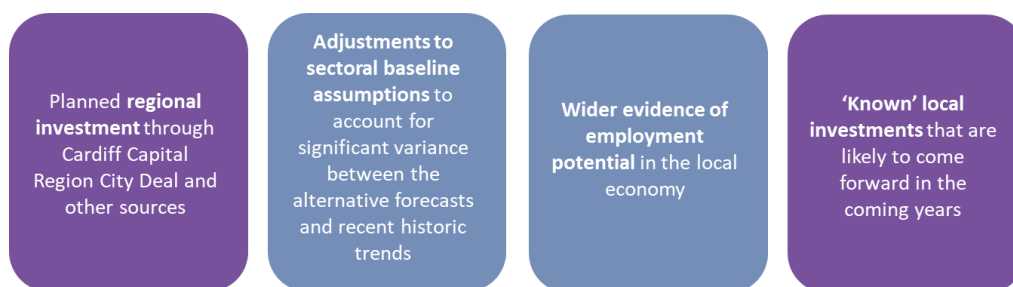 Planned regional
investment through
Cardiff Capital
Region City Deal and
other sources
Adjustments to
sectoral baseline
assumptions to
account for
significant variance
between the
alternative forecasts
and recent historic
trends
Wider evidence of
employment
potential in the local
economy
‘Known’ local
investments that are
likely to come
forward in the
coming years